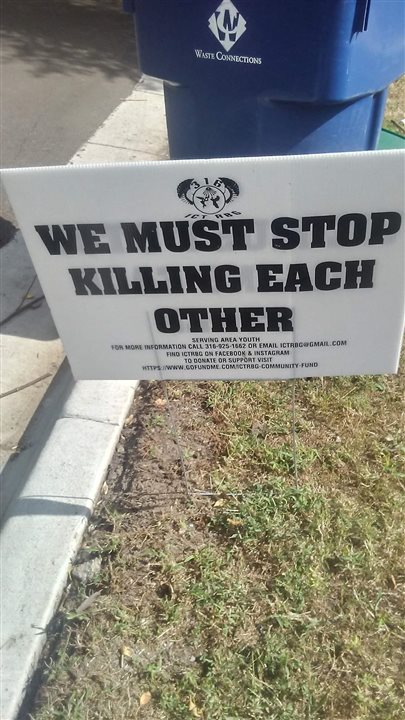 WASTE CONNECTIONS
316
ICT RBG
WE MUST STOP
KILLING EACH
OTHER
SERVING AREA YOUTH
FOR MORE INFORMATION CALL 316-925-1662 OR EMAIL ICTRBG@GMAIL.COM
FIND ICTRBG ON FACEBOOK & INSTAGRAM
TO DONATE OR SUPPORT VISIT
HTTPS://WWW.GOFUNDME.COM/ICTRBG-COMMUNITY-FUND